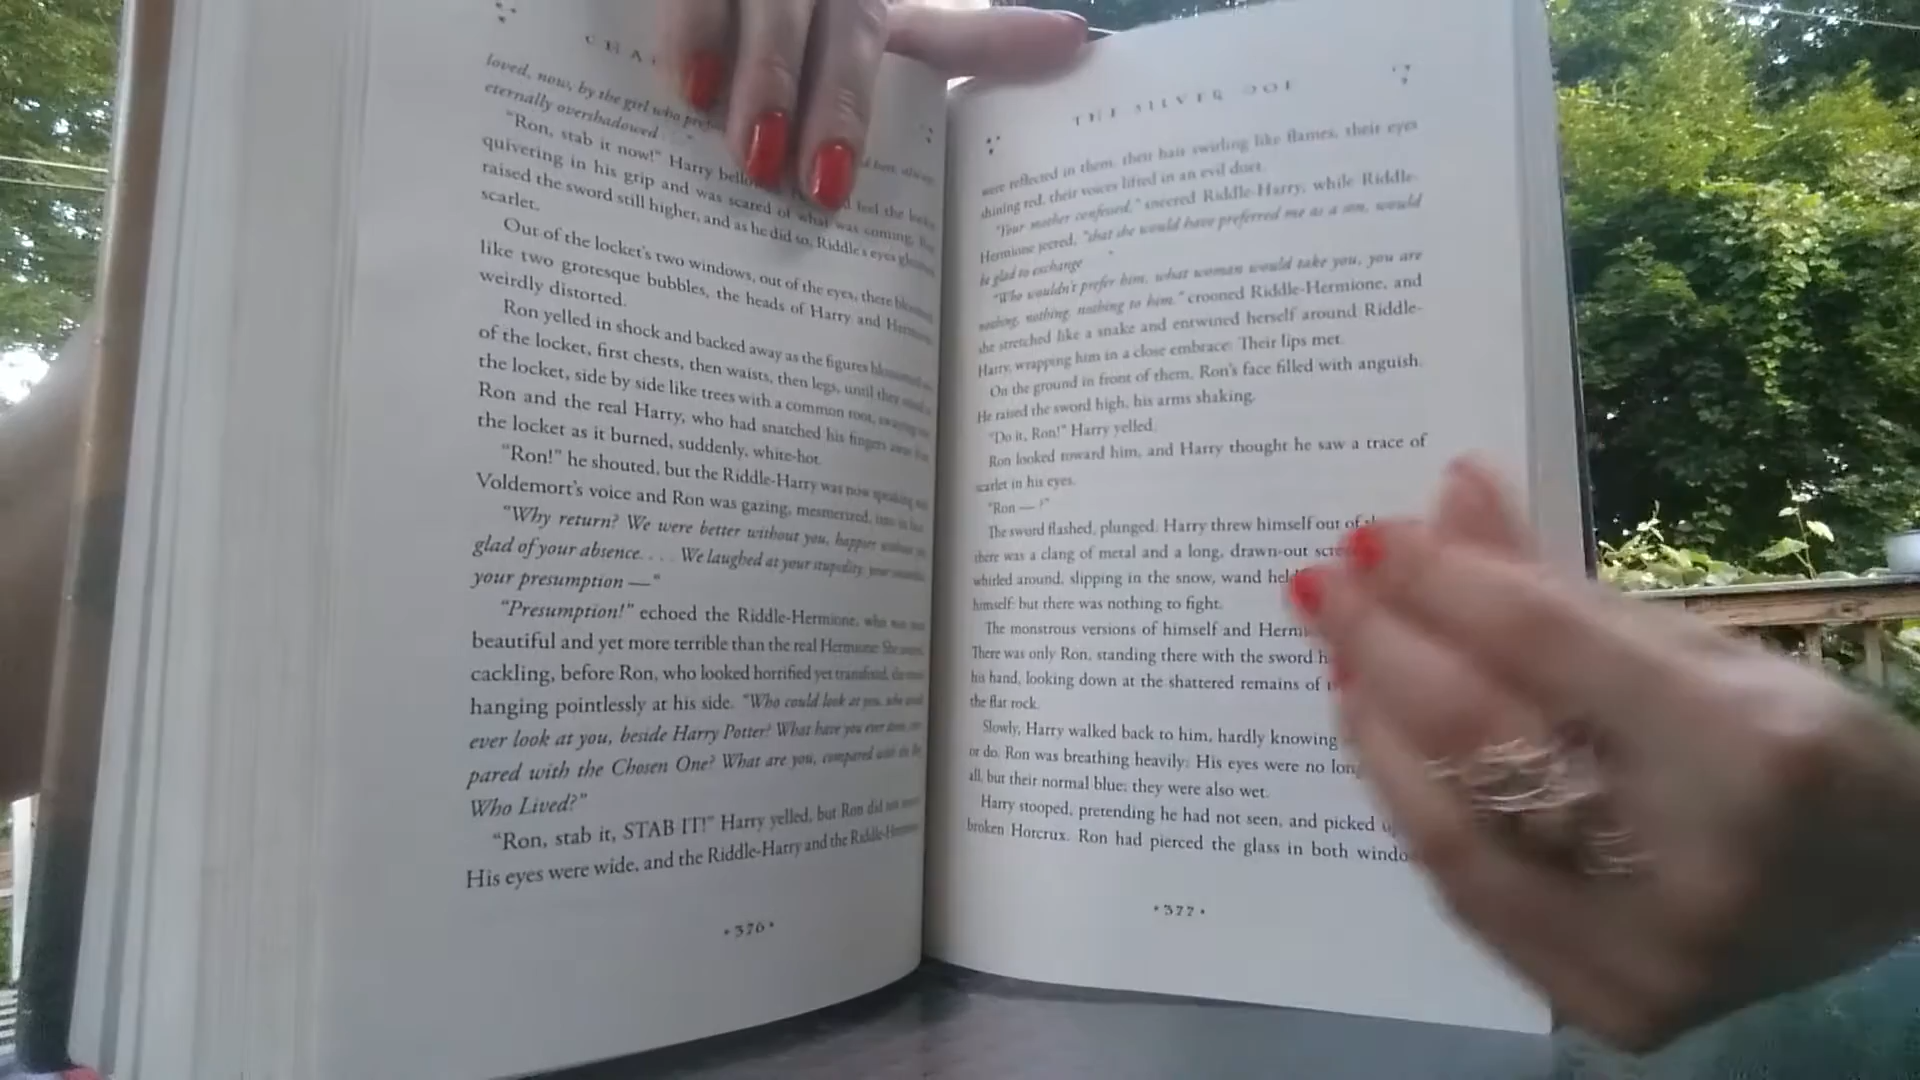 CHA
loved, now, by the girl who
eternally overshadowed . . ."
"Ron, stab it now!" Harry feel the
quivering in his grip and was scared of what was coming.
raised the sword still higher, and as he did so, Riddle's eyes
scarlet.
Out of the locket's two windows, out of the eyes, there
like two grotesque bubbles, the heads of Harry and
weirdly distorted.
Ron yelled in shock and backed away as the figures
of the locket, first chests, then waists, then legs, until they
the locket, side by side like trees with a common root,
Ron and the real Harry, who had snatched his fingers away
the locket as it burned, suddenly, white-hot.
"Ron!" he shouted, but the Riddle-Harry was now speaking
Voldemort's voice and Ron was gazing, mesmerized,
"Why return? We were better without you, happier without
glad of your absence. . . . We laughed at your stupidity, your
your presumption —"
"Presumption!" echoed the Riddle-Hermione, who was
beautiful and yet more terrible than the real Hermione: She
cackling, before Ron, who looked horrified yet transfixed,
hanging pointlessly at his side. "Who could look at you, who
ever look at you, beside Harry Potter? What have you ever done,
pared with the Chosen One? What are you, compared with the
Who Lived?"
"Ron, stab it, STAB IT!" Harry yelled, but Ron did not
His eyes were wide, and the Riddle-Harry and the Riddle-
• 376 •
THE SILVER DOE
were reflected in them, their hair swirling like flames, their eyes
shining red, their voices lifted in an evil duet.
"Your mother confessed," sneered Riddle-Harry, while Riddle-
Hermione jeered, "that she would have preferred me as a son, would
be glad to exchange
"Who wouldn't prefer him, what woman would take you, you are
nothing, nothing, nothing to him," crooned Riddle-Hermione, and
she stretched like a snake and entwined herself around Riddle-
Harry, wrapping him in a close embrace: Their lips met.
On the ground in front of them, Ron's face filled with anguish.
He raised the sword high, his arms shaking.
"Do it, Ron!" Harry yelled.
Ron looked toward him, and Harry thought he saw a trace of
scarlet in his eyes.
"Ron — ?"
The sword flashed, plunged: Harry threw himself out of
there was a clang of metal and a long, drawn-out
whirled around, slipping in the snow, wand
himself: but there was nothing to fight.
The monstrous versions of himself and
There was only Ron, standing there with the sword
his hand, looking down at the shattered remains of
the flat rock.
Slowly, Harry walked back to him, hardly knowing
or do. Ron was breathing heavily: His eyes were no
all, but their normal blue; they were also wet.
Harry stooped, pretending he had not seen, and picked
broken Horcrux. Ron had pierced the glass in both
• 377 •